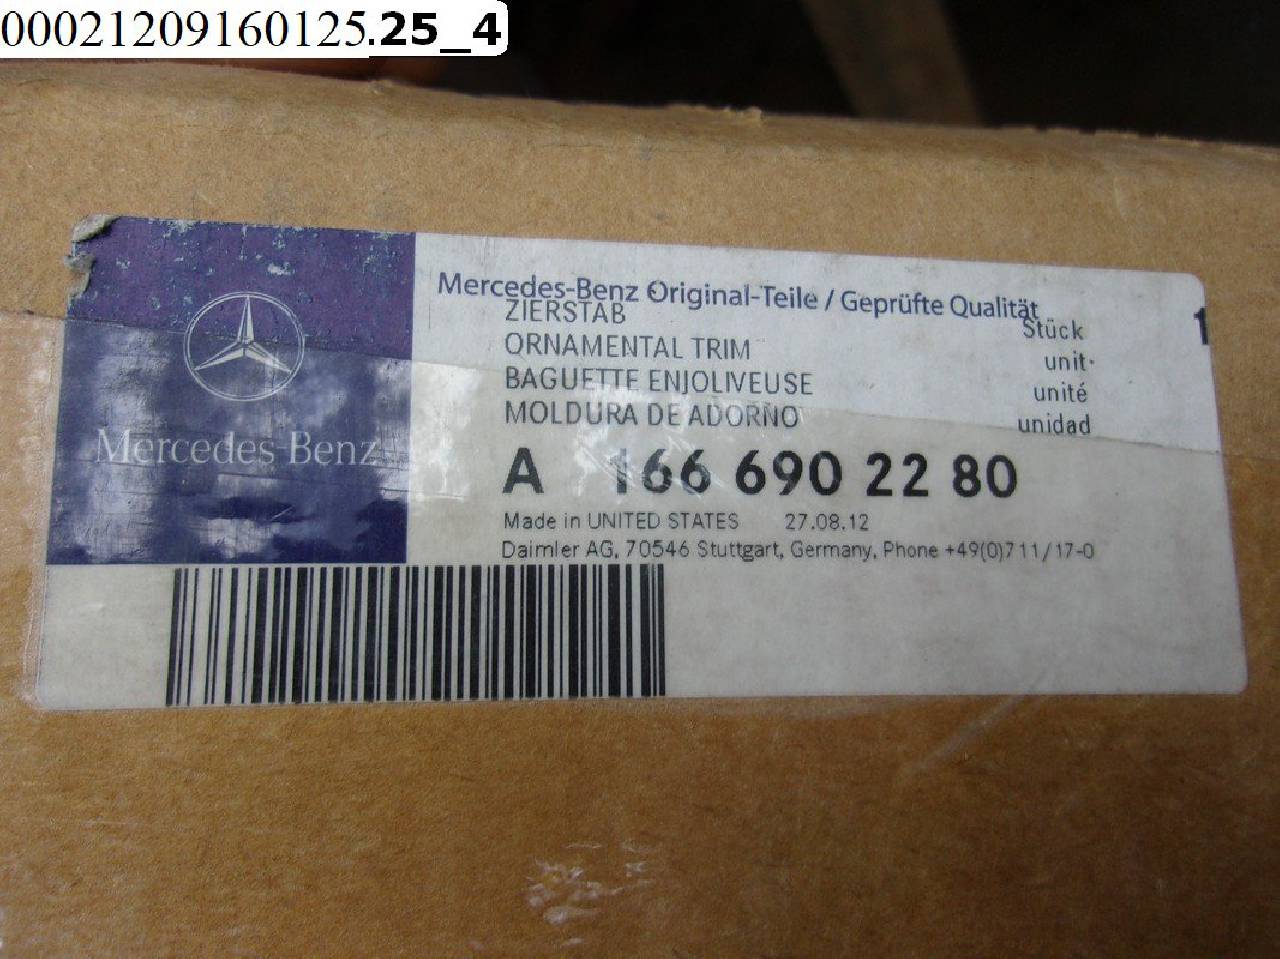 00021209160125.25_4
Mercedes-Benz Original-Teile / Geprüfte Qualität
ZIERSTAB Stück 1
ORNAMENTAL TRIM unit
BAGUETTE ENJOLIVEUSE unité
MOLDURA DE ADORNO unidad
Mercedes-Benz
A 166 690 22 80
Made in UNITED STATES 27.08.12
Daimler AG, 70546 Stuttgart, Germany, Phone +49(0)711/17-0